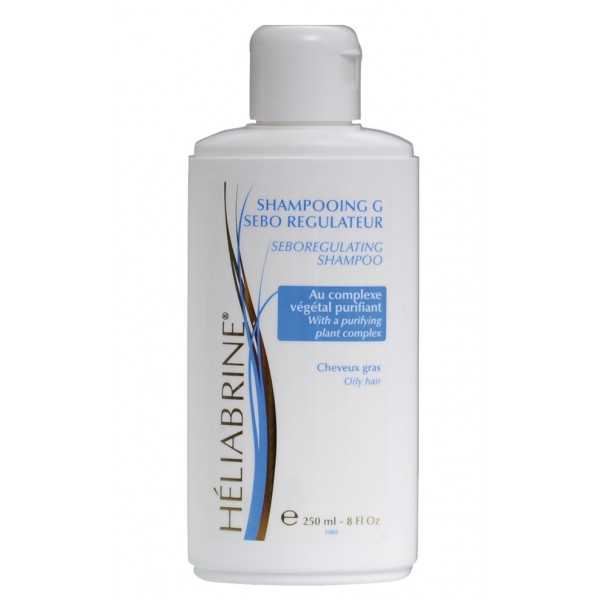 SHAMPOOING G
SEBO REGULATEUR
SEBOREGULATING
SHAMPOO
Au complexe
végétal purifiant
With a purifying
plant complex
Cheveux gras
Oily hair
HÉLIABRINE®
℮ 250 ml - 8 Fl Oz